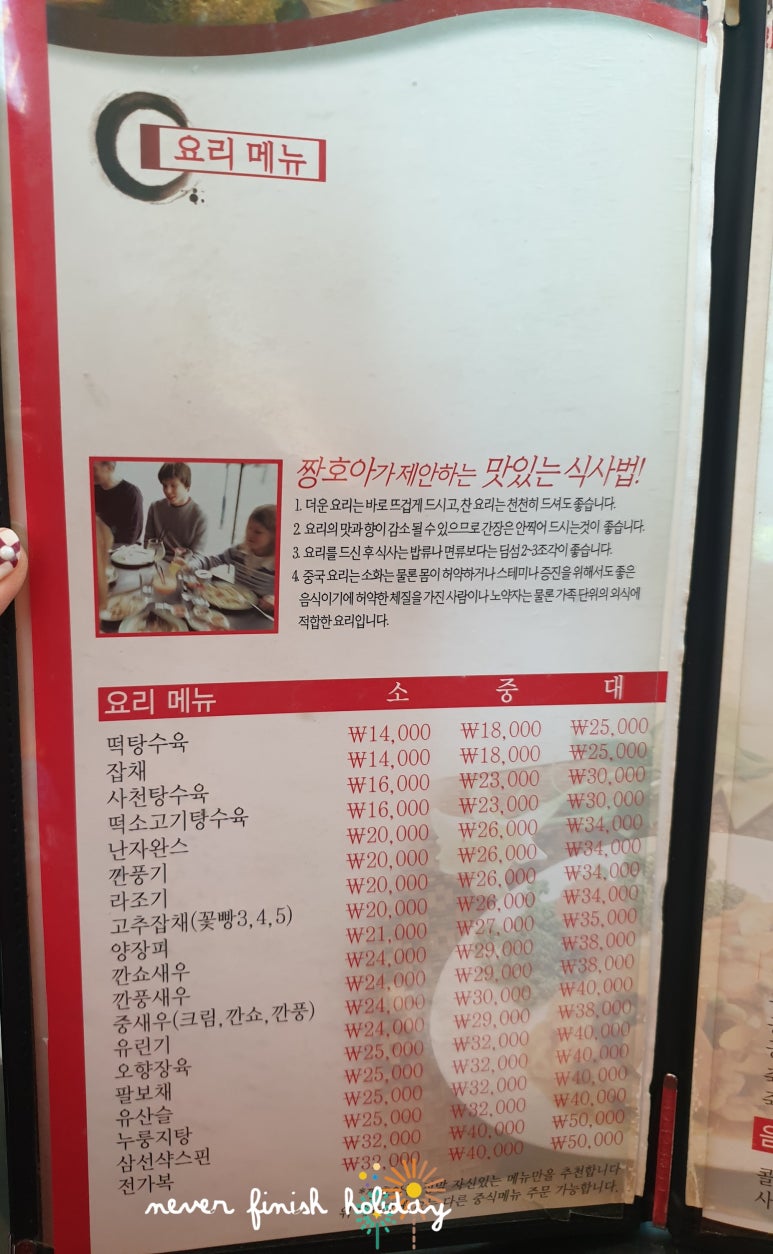 요리 메뉴
짱호아가 제안하는 맛있는 식사법!
1. 더운 요리는 바로 뜨겁게 드시고, 찬 요리는 천천히 드셔도 좋습니다.
2. 요리의 맛과 향이 감소 될 수 있으므로 간장은 안찍어 드시는것이 좋습니다.
3. 요리를 드신 후 식사는 밥류나 면류보다는 딤섬 2~3조각이 좋습니다.
4. 중국 요리는 소화는 물론 몸이 허약하거나 스테미나 증진을 위해서도 좋은
음식이기에 허약한 체질을 가진 사람이나 노약자는 물론 가족 단위의 외식에
적합한 요리입니다.
요리 메뉴 소 중 대
떡탕수육 ₩14,000 ₩18,000 ₩25,000
잡채 ₩14,000 ₩18,000 ₩25,000
사천탕수육 ₩16,000 ₩23,000 ₩30,000
떡소고기탕수육 ₩16,000 ₩23,000 ₩30,000
난자완스 ₩20,000 ₩26,000 ₩34,000
깐풍기 ₩20,000 ₩26,000 ₩34,000
라조기 ₩20,000 ₩26,000 ₩34,000
고추잡채(꽃빵3,4,5) ₩20,000 ₩26,000 ₩34,000
양장피 ₩21,000 ₩27,000 ₩35,000
깐쇼새우 ₩24,000 ₩29,000 ₩38,000
깐풍새우 ₩24,000 ₩29,000 ₩38,000
중새우(크림,깐쇼,깐풍) ₩24,000 ₩30,000 ₩40,000
유린기 ₩24,000 ₩29,000 ₩38,000
오향장육 ₩25,000 ₩32,000 ₩40,000
팔보채 ₩25,000 ₩32,000 ₩40,000
유산슬 ₩25,000 ₩32,000 ₩40,000
누룽지탕 ₩25,000 ₩32,000 ₩40,000
삼선샥스핀 ₩32,000 ₩40,000 ₩50,000
전가복 ₩32,000 ₩40,000 ₩50,000
자신있는 메뉴만을 추천합니다
다른 중식메뉴 주문 가능합니다.
never finish holiday